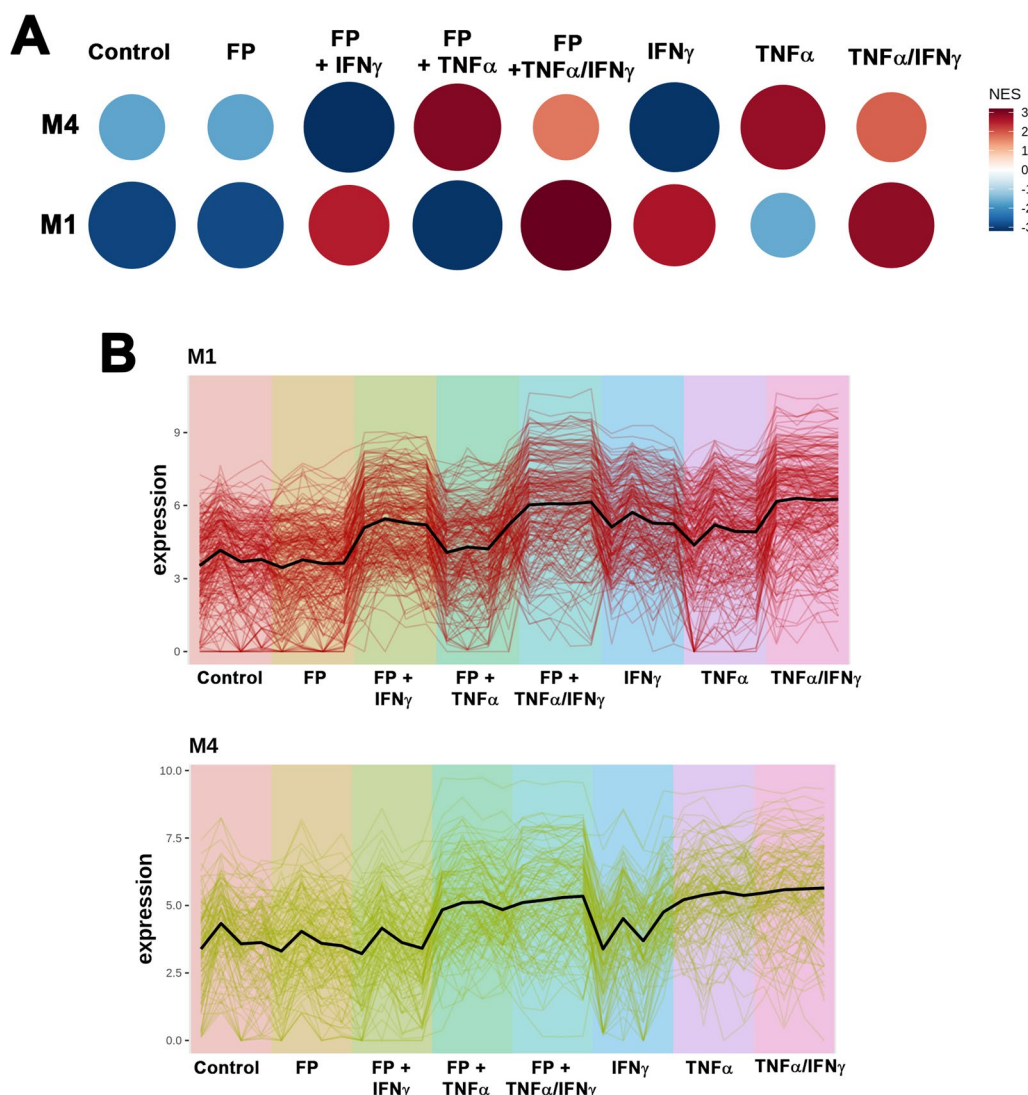 A
Control FP FP + IFNγ FP + TNFα FP +TNFα/IFNγ IFNγ TNFα TNFα/IFNγ
NES
M4
3
2
1
0
-1
-2
-3
M1
B
M1
9
6
3
0
expression
Control FP FP + IFNγ FP + TNFα FP + TNFα/IFNγ IFNγ TNFα TNFα/IFNγ
M4
10.0
7.5
5.0
2.5
0.0
expression
Control FP FP + IFNγ FP + TNFα FP + TNFα/IFNγ IFNγ TNFα TNFα/IFNγ